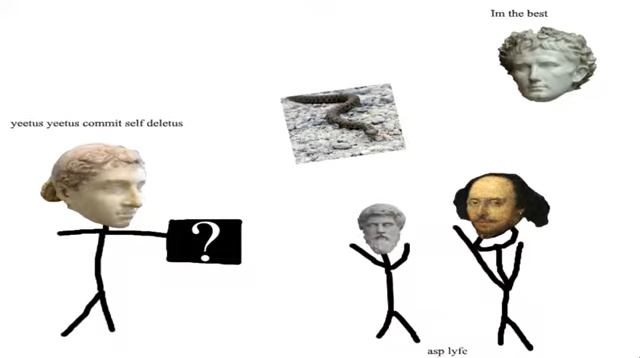 Im the best
yeetus yeetus commit self deletus
?
asp lyfe